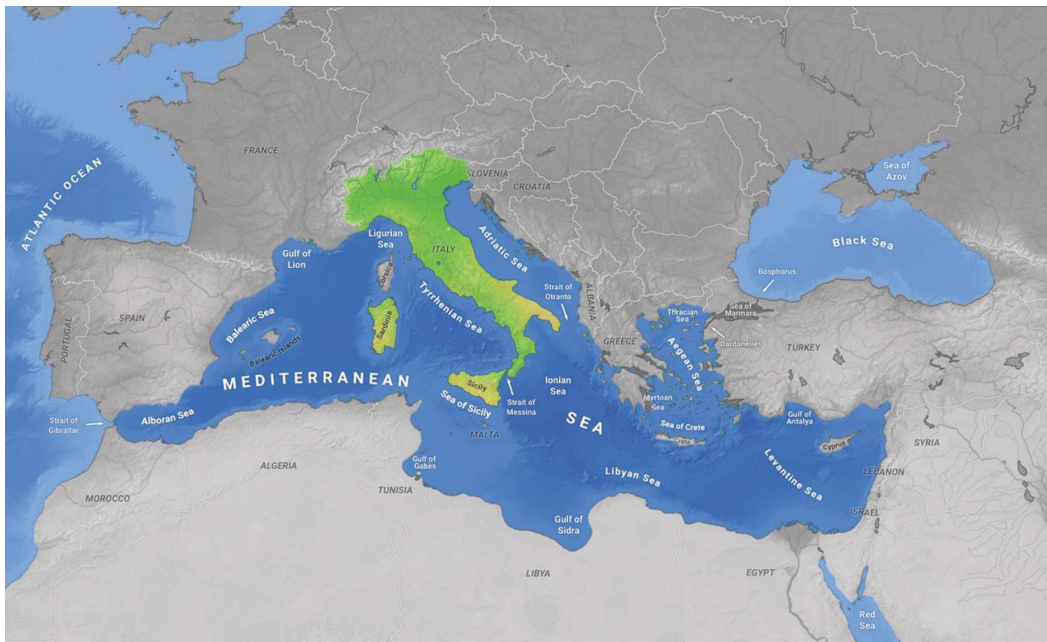 ATLANTIC OCEAN
FRANCE
SLOVENIA
CROATIA
Sea of
Azov
Black Sea
Bosphorus
Ligurian
Sea
ITALY
Adriatic Sea
Gulf of
Lion
Corsica
Strait of
Otranto
ALBANIA
Thracian
Sea
Sea of
Marmara
Dardanelles
PORTUGAL
SPAIN
Balearic Sea
Balearic Islands
Sardinia
Tyrrhenian Sea
GREECE
Aegean Sea
TURKEY
MEDITERRANEAN
SEA
Sicily
Sea of Sicily
Strait of
Messina
Ionian
Sea
Myrtoan
Sea
Sea of Crete
Crete
Gulf of
Antalya
Cyprus
SYRIA
Strait of
Gibraltar
Alboran Sea
MALTA
Gulf of
Gabès
Libyan Sea
Levantine Sea
LEBANON
ISRAEL
MOROCCO
ALGERIA
TUNISIA
Gulf of
Sidra
LIBYA
EGYPT
Red
Sea